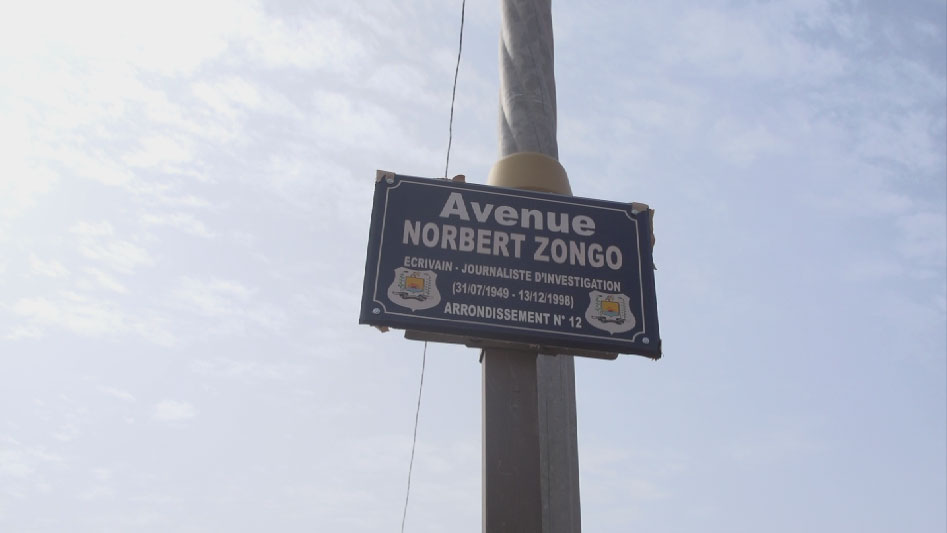 Avenue
NORBERT ZONGO
ECRIVAIN - JOURNALISTE D'INVESTIGATION
(31/07/1949 - 13/12/1998)
ARRONDISSEMENT N° 12